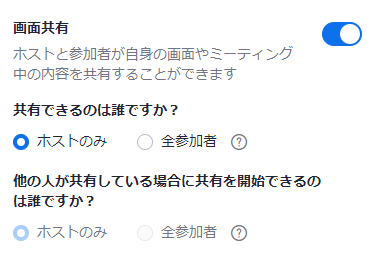 画面共有
ホストと参加者が自身の画面やミーティング
中の内容を共有することができます
共有できるのは誰ですか？
ホストのみ 全参加者 ?
他の人が共有している場合に共有を開始できるの
は誰ですか？
ホストのみ 全参加者 ?